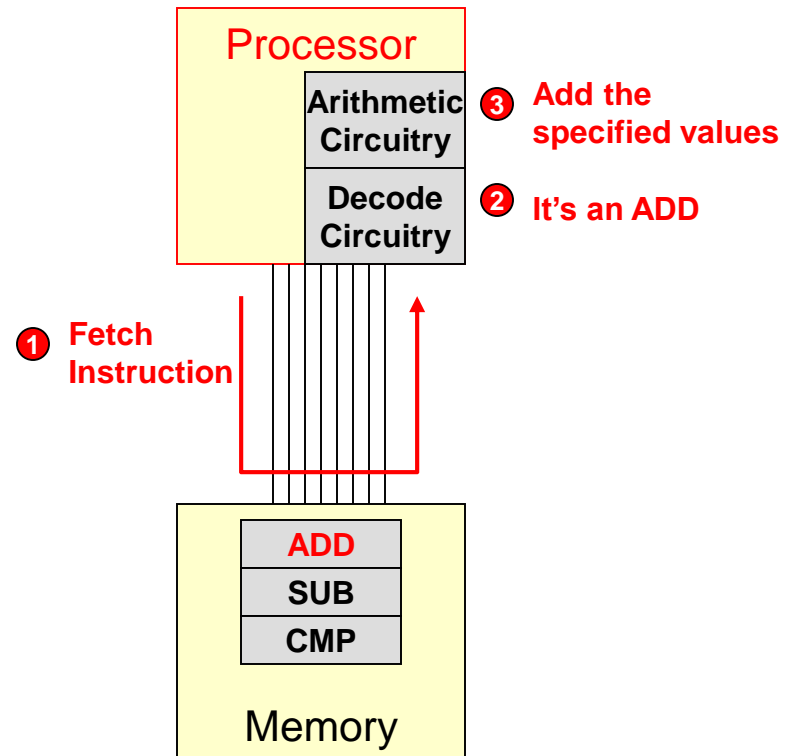 Processor
Arithmetic
Circuitry
3 Add the
specified values
Decode
Circuitry
2 It's an ADD
1 Fetch
Instruction
ADD
SUB
CMP
Memory